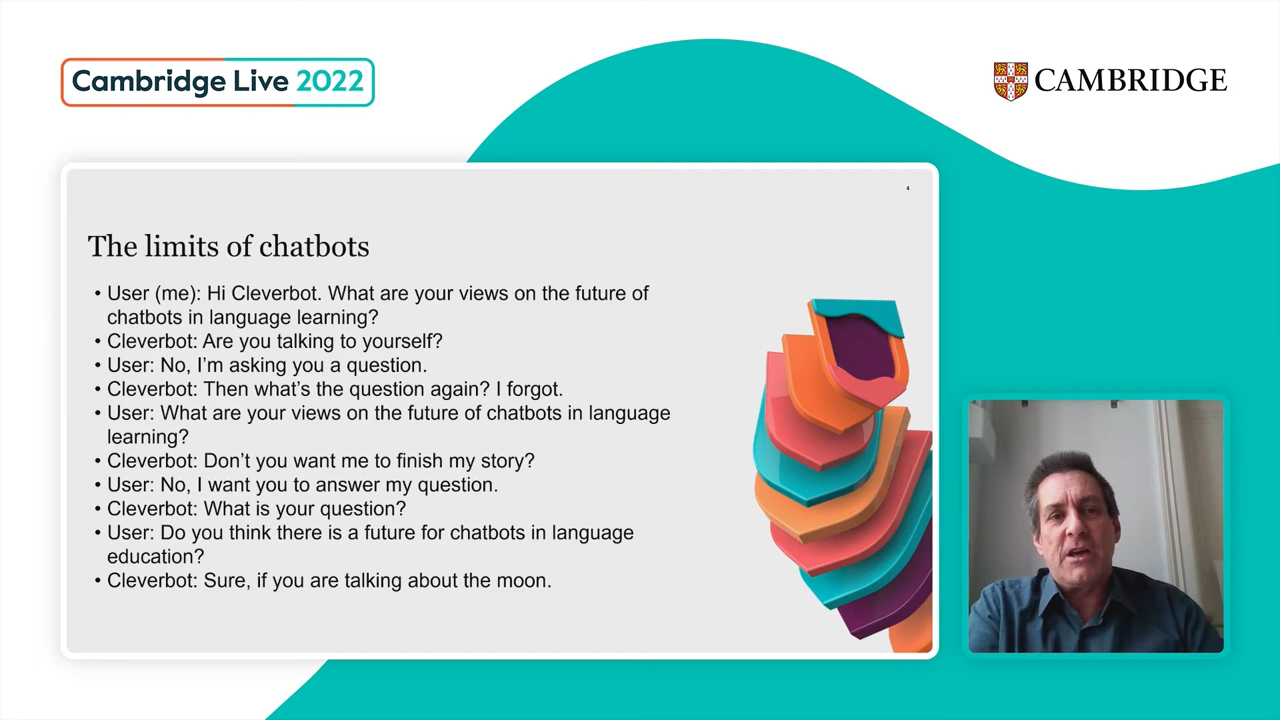 Cambridge Live 2022
CAMBRIDGE
4
The limits of chatbots
• User (me): Hi Cleverbot. What are your views on the future of
chatbots in language learning?
• Cleverbot: Are you talking to yourself?
• User: No, I’m asking you a question.
• Cleverbot: Then what’s the question again? I forgot.
• User: What are your views on the future of chatbots in language
learning?
• Cleverbot: Don’t you want me to finish my story?
• User: No, I want you to answer my question.
• Cleverbot: What is your question?
• User: Do you think there is a future for chatbots in language
education?
• Cleverbot: Sure, if you are talking about the moon.